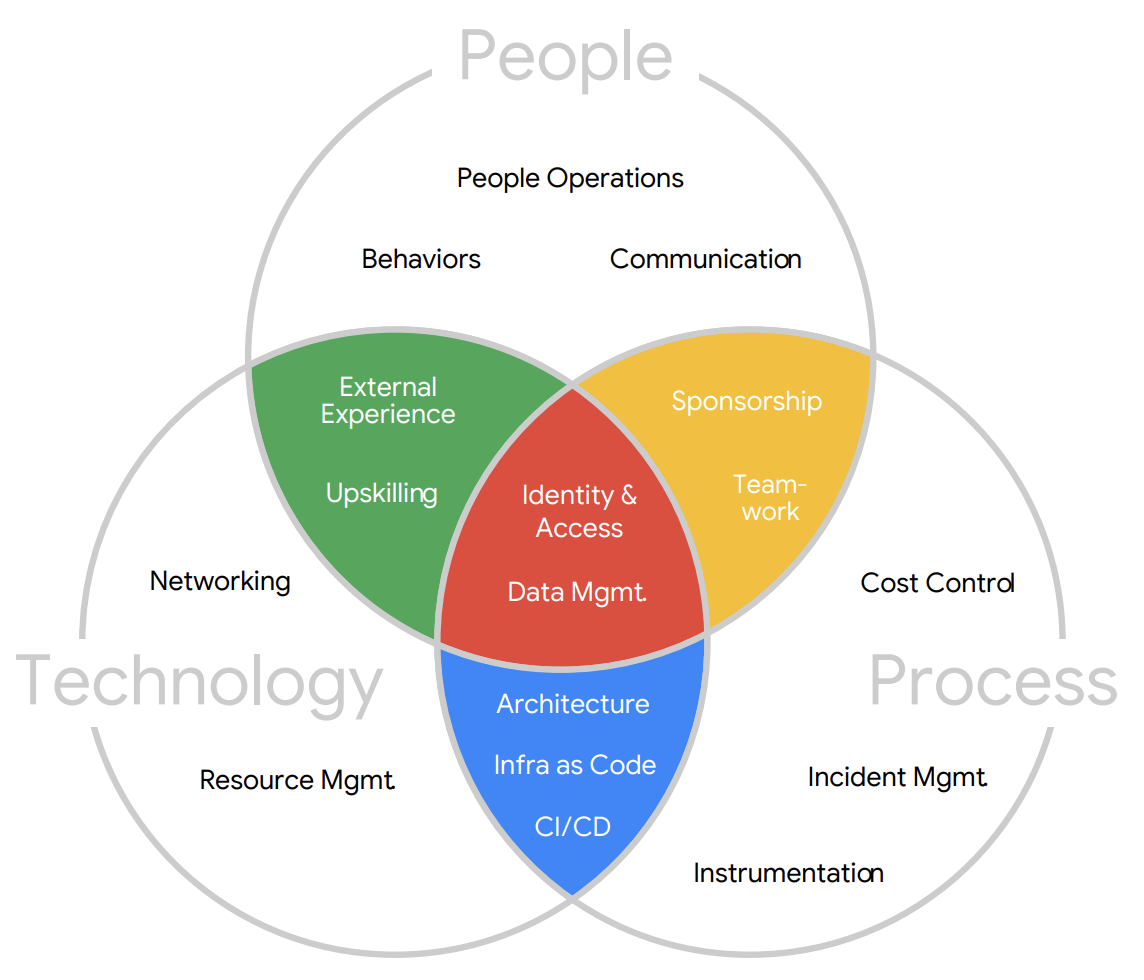 People
People Operations
Behaviors
Communication
External
Experience
Sponsorship
Upskilling
Identity &
Access
Team-
work
Networking
Data Mgmt.
Cost Control
Technology
Process
Architecture
Infra as Code
Resource Mgmt.
Incident Mgmt.
CI/CD
Instrumentation